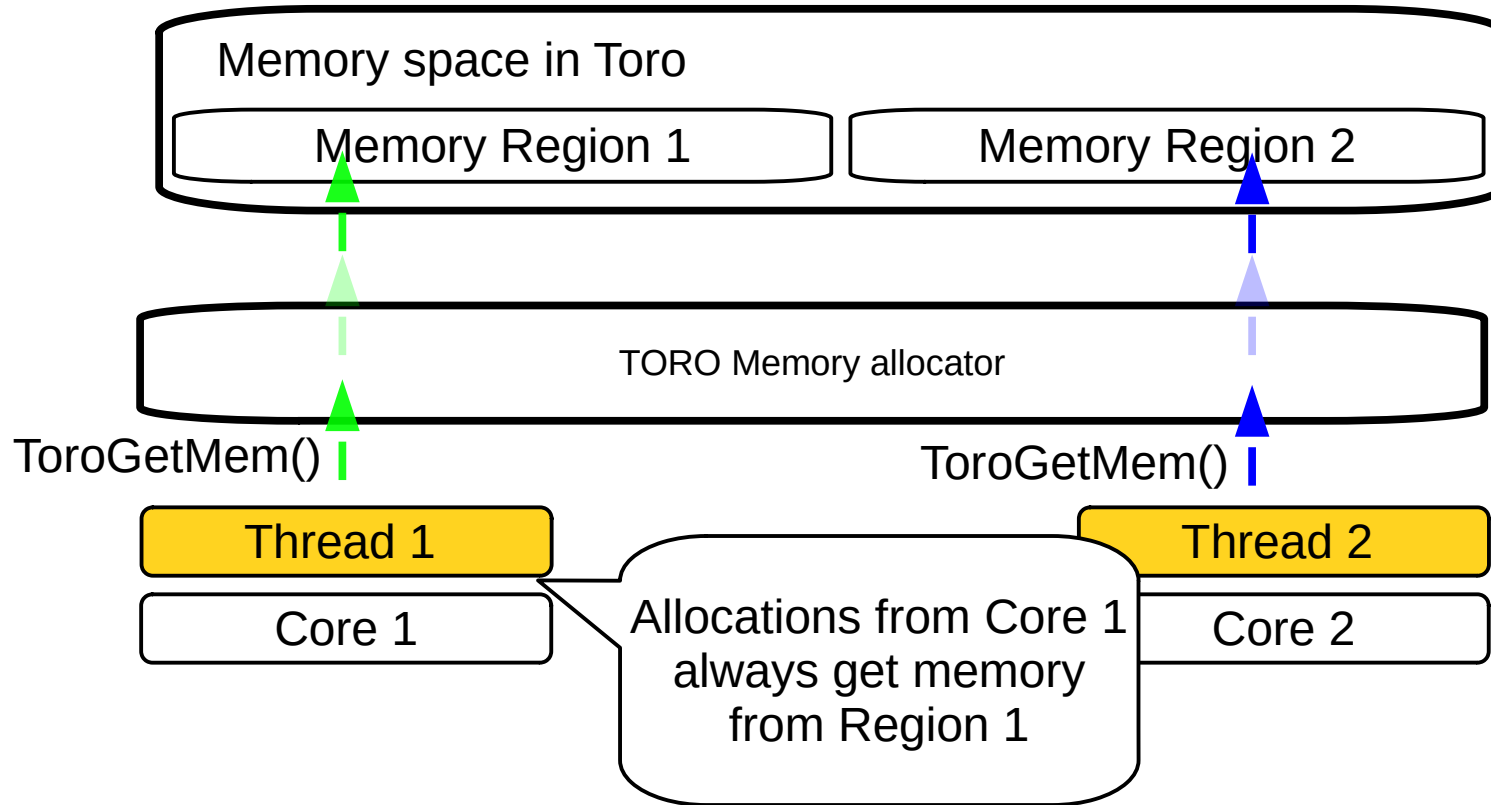 Memory space in Toro
Memory Region 1
Memory Region 2
TORO Memory allocator
ToroGetMem()
ToroGetMem()
Thread 1
Thread 2
Core 1
Core 2
Allocations from Core 1
always get memory
from Region 1